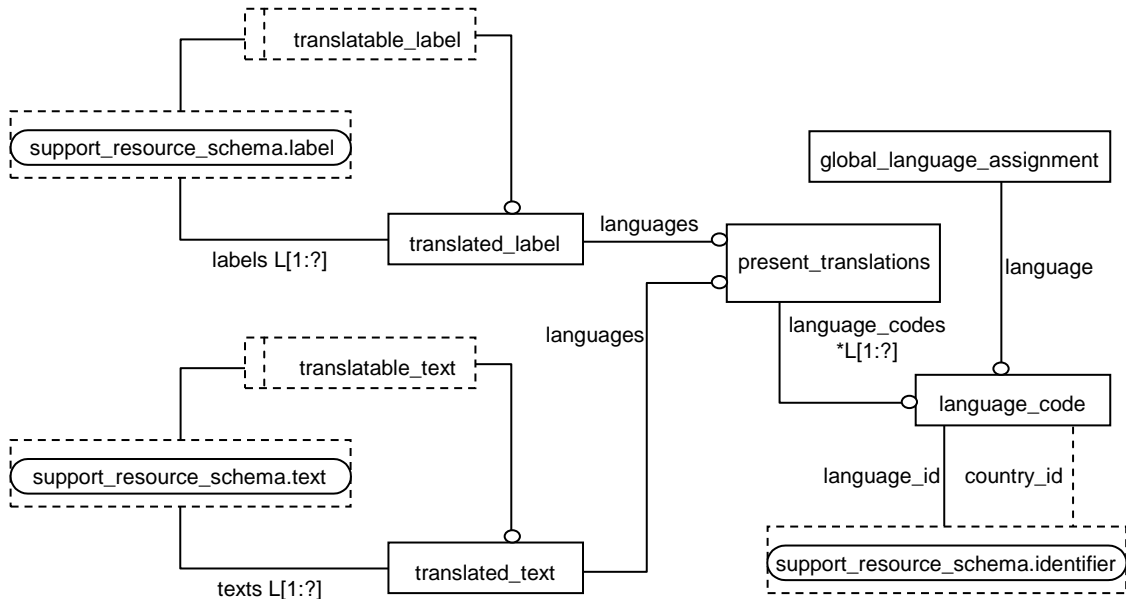 translatable_label
support_resource_schema.label
global_language_assignment
languages
translated_label
labels L[1:?]
present_translations
language
languages
language_codes
*L[1:?]
translatable_text
language_code
support_resource_schema.text
language_id
country_id
support_resource_schema.identifier
translated_text
texts L[1:?]